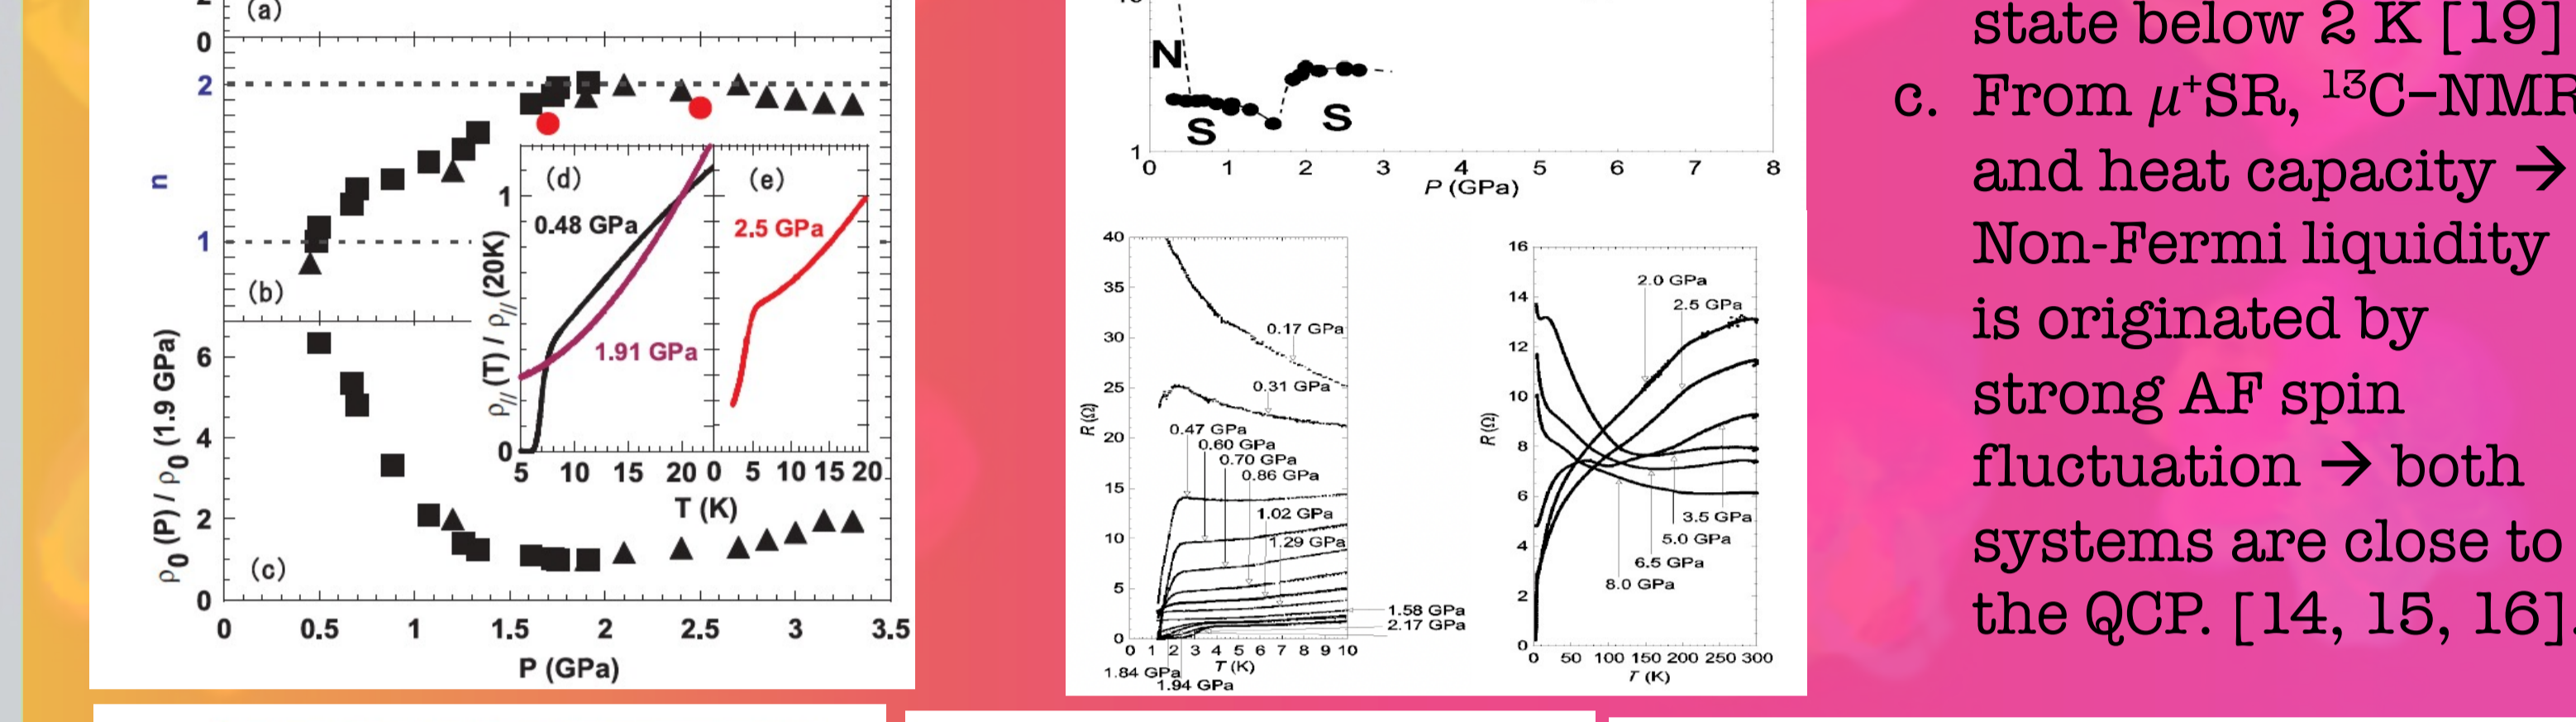 (a)
0
2
n
1
(b)
ρ0 (P) / ρ0 (1.9 GPa)
6
4
2
0
(c)
0 0.5 1 1.5 2 2.5 3 3.5
P (GPa)
(d)
(e)
0.48 GPa
1.91 GPa
2.5 GPa
ρ// (T) / ρ// (20K)
1
0
5 10 15 20 0 5 10 15 20
T (K)
N
S
S
1
0 1 2 3 4 5 6 7 8
P (GPa)
40
35
30
25
20
15
10
5
0
R (Ω)
0.17 GPa
0.31 GPa
0.47 GPa
0.60 GPa
0.70 GPa
0.86 GPa
1.02 GPa
1.29 GPa
1.58 GPa
2.17 GPa
0 1 2 3 4 5 6 7 8 9 10
T (K)
1.84 GPa
1.94 GPa
16
14
12
10
8
6
4
2
0
R (Ω)
2.0 GPa
2.5 GPa
3.5 GPa
5.0 GPa
6.5 GPa
8.0 GPa
0 50 100 150 200 250 300
T (K)
state below 2 K [19]
c. From μ⁺SR, ¹³C–NMR
and heat capacity →
Non-Fermi liquidity
is originated by
strong AF spin
fluctuation → both
systems are close to
the QCP. [14, 15, 16].